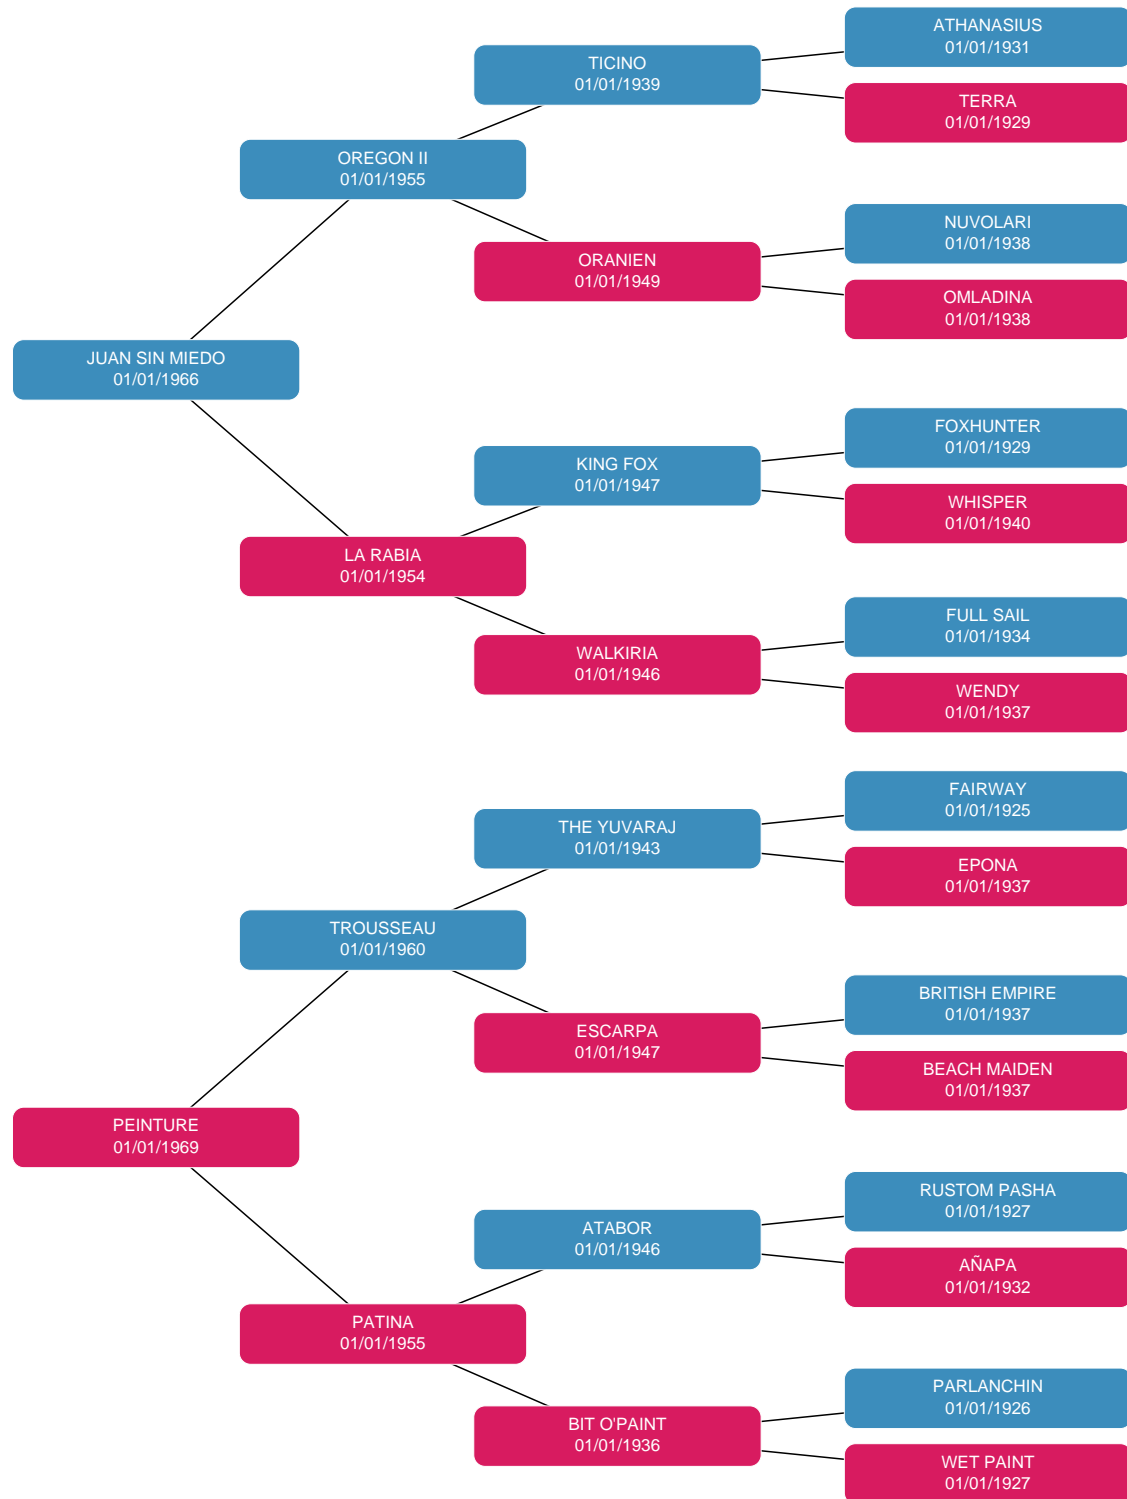 ATHANASIUS
01/01/1931
TICINO
01/01/1939
TERRA
01/01/1929
OREGON II
01/01/1955
NUVOLARI
01/01/1938
ORANIEN
01/01/1949
OMLADINA
01/01/1938
JUAN SIN MIEDO
01/01/1966
FOXHUNTER
01/01/1929
KING FOX
01/01/1947
WHISPER
01/01/1940
LA RABIA
01/01/1954
FULL SAIL
01/01/1934
WALKIRIA
01/01/1946
WENDY
01/01/1937
FAIRWAY
01/01/1925
THE YUVARAJ
01/01/1943
EPONA
01/01/1937
TROUSSEAU
01/01/1960
BRITISH EMPIRE
01/01/1937
ESCARPA
01/01/1947
BEACH MAIDEN
01/01/1937
PEINTURE
01/01/1969
RUSTOM PASHA
01/01/1927
ATABOR
01/01/1946
AÑAPA
01/01/1932
PATINA
01/01/1955
PARLANCHIN
01/01/1926
BIT O'PAINT
01/01/1936
WET PAINT
01/01/1927